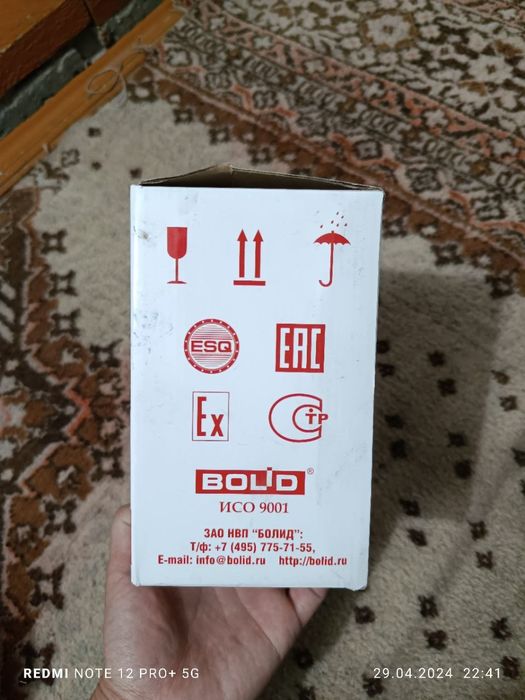 ESQ
EAC
Ex
C TP
BOLID®
ИСО 9001
ЗАО НВП "БОЛИД":
Т/ф: +7 (495) 775-71-55,
E-mail: info@bolid.ru http://bolid.ru
REDMI NOTE 12 PRO+ 5G
29.04.2024 22:41